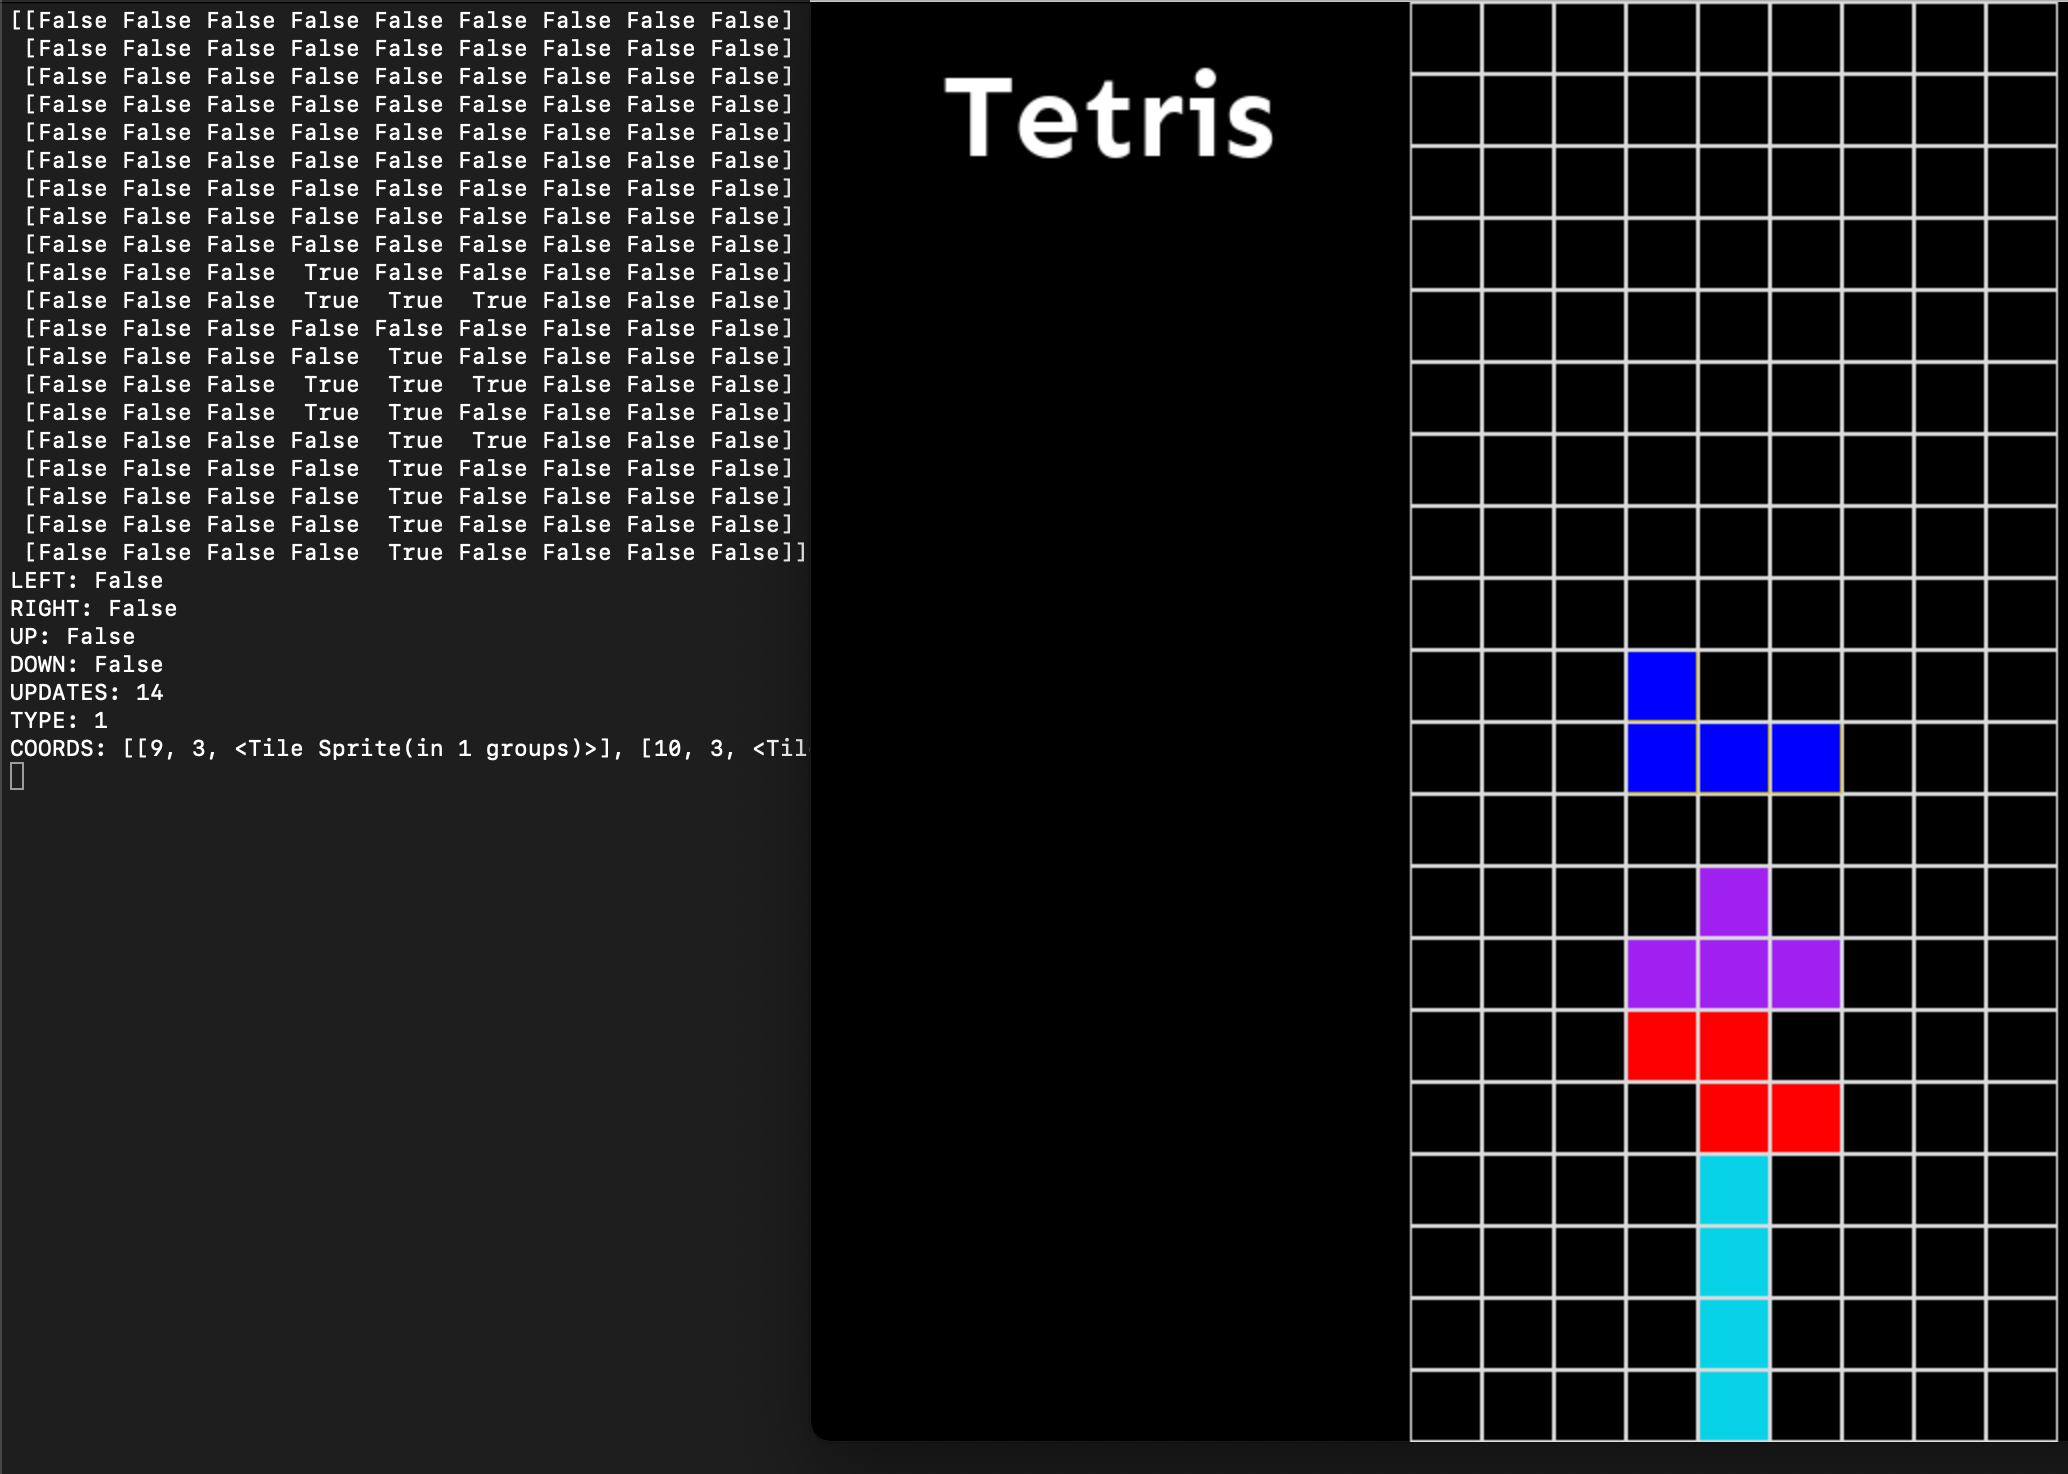 [[False False False False False False False False False]
[False False False False False False False False False]
[False False False False False False False False False]
[False False False False False False False False False]
[False False False False False False False False False]
[False False False False False False False False False]
[False False False False False False False False False]
[False False False False False False False False False]
[False False False False False False False False False]
[False False False  True False False False False False]
[False False False  True  True  True False False False]
[False False False False False False False False False]
[False False False False  True False False False False]
[False False False  True  True  True False False False]
[False False False  True  True False False False False]
[False False False False  True  True False False False]
[False False False False  True False False False False]
[False False False False  True False False False False]
[False False False False  True False False False False]
[False False False False  True False False False False]]
LEFT: False
RIGHT: False
UP: False
DOWN: False
UPDATES: 14
TYPE: 1
COORDS: [[9, 3, <Tile Sprite(in 1 groups)>], [10, 3, <Til
Tetris